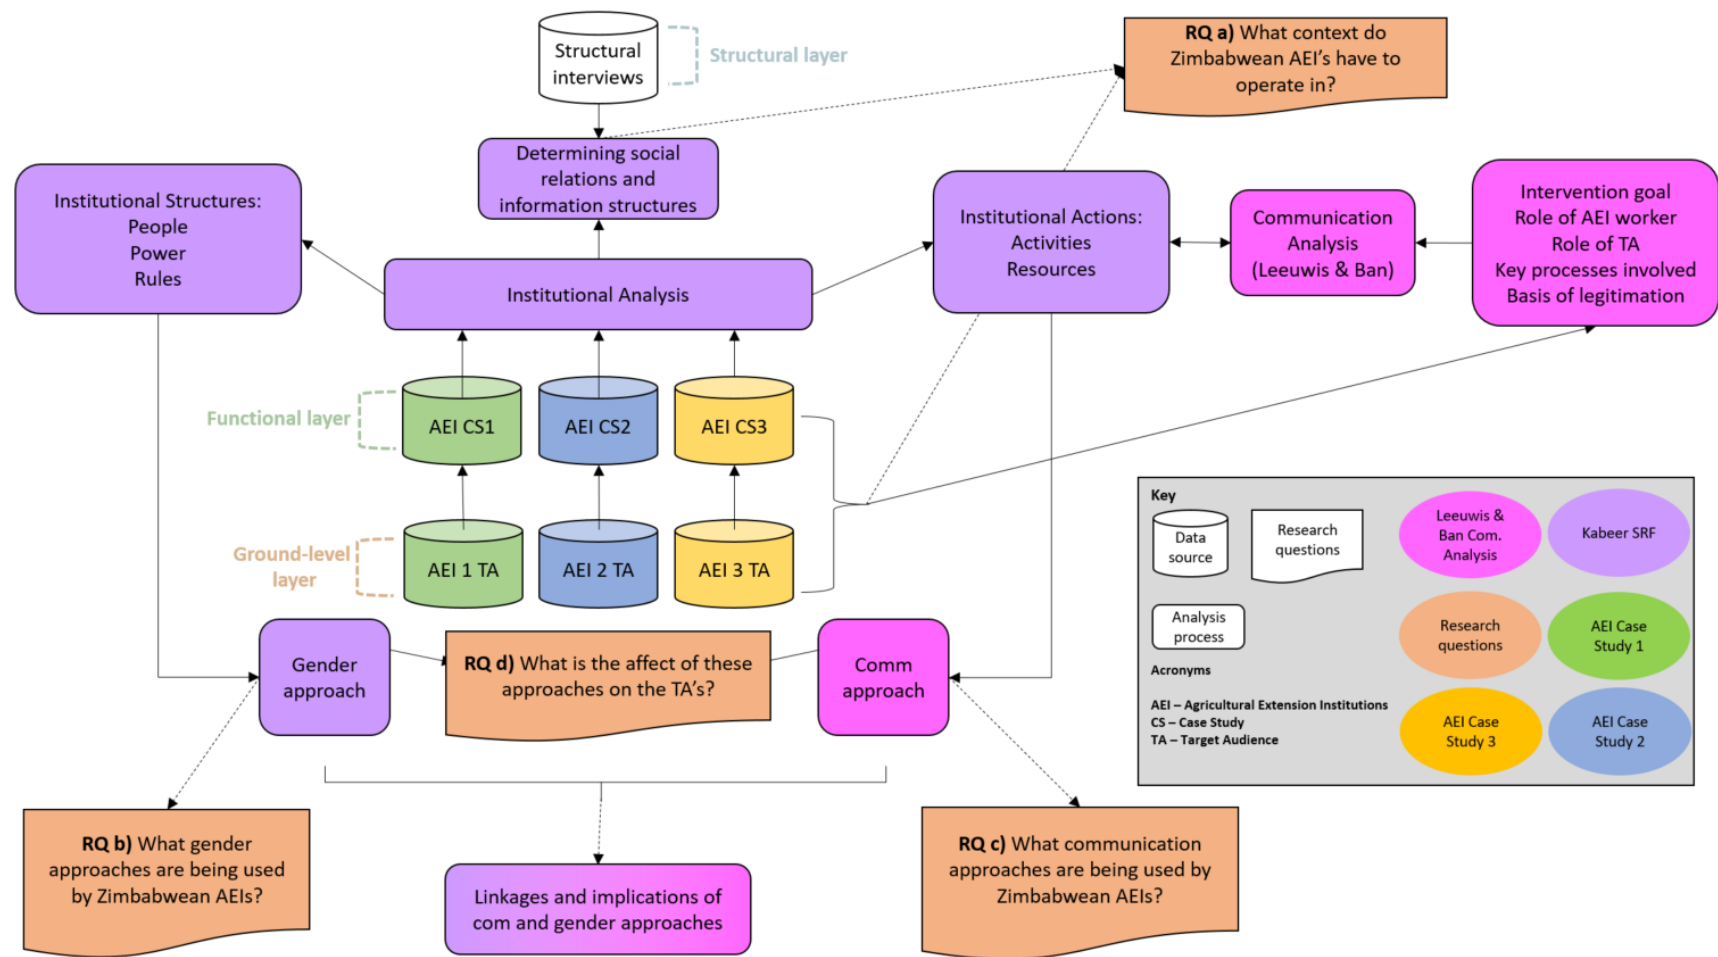 Structural
interviews
Structural layer
RQ a) What context do
Zimbabwean AEI's have to
operate in?
Determining social
relations and
information structures
Institutional Structures:
People
Power
Rules
Institutional Actions:
Activities
Resources
Communication
Analysis
(Leeuwis & Ban)
Intervention goal
Role of AEI worker
Role of TA
Key processes involved
Basis of legitimation
Institutional Analysis
Functional layer
AEI CS1
AEI CS2
AEI CS3
Ground-level
layer
AEI 1 TA
AEI 2 TA
AEI 3 TA
Gender
approach
RQ d) What is the affect of these
approaches on the TA's?
Comm
approach
RQ b) What gender
approaches are being used
by Zimbabwean AEIs?
Linkages and implications of
com and gender approaches
RQ c) What communication
approaches are being used by
Zimbabwean AEIs?
Key
Data
source
Research
questions
Leeuwis &
Ban Com.
Analysis
Kabeer SRF
Analysis
process
Research
questions
AEI Case
Study 1
Acronyms
AEI – Agricultural Extension Institutions
CS – Case Study
TA – Target Audience
AEI Case
Study 3
AEI Case
Study 2